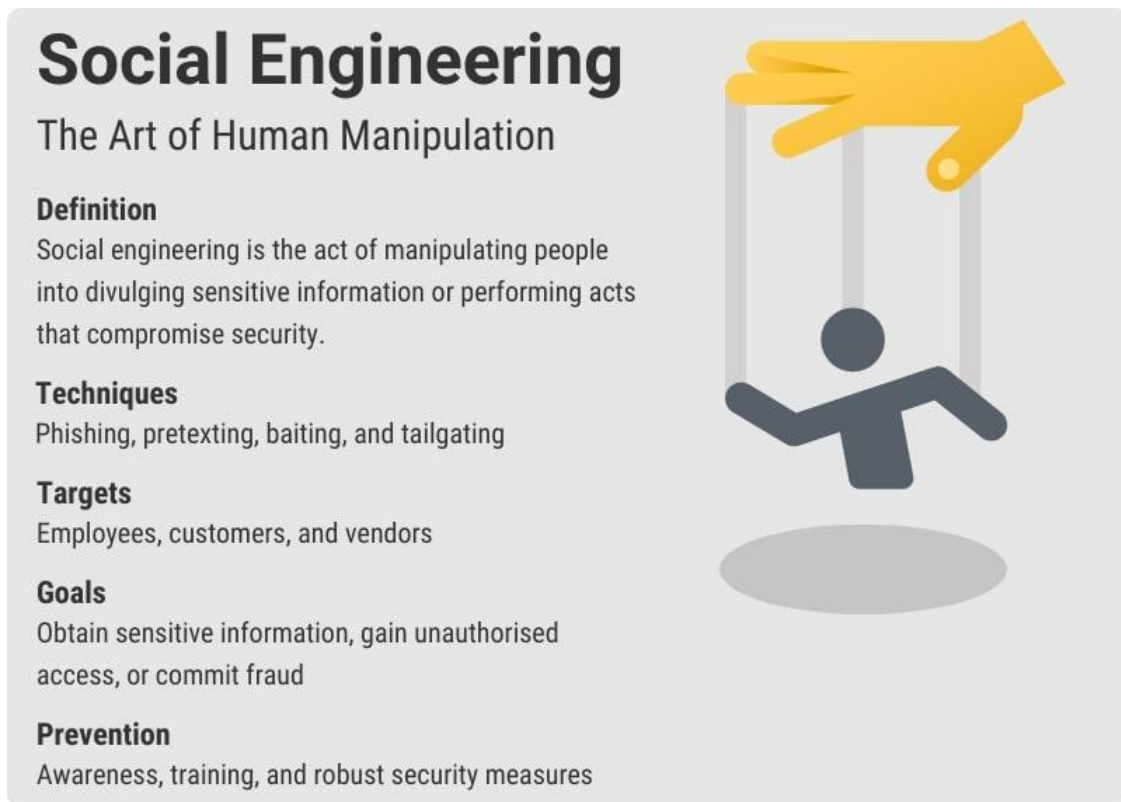 Social Engineering
The Art of Human Manipulation
Definition
Social engineering is the act of manipulating people
into divulging sensitive information or performing acts
that compromise security.
Techniques
Phishing, pretexting, baiting, and tailgating
Targets
Employees, customers, and vendors
Goals
Obtain sensitive information, gain unauthorised
access, or commit fraud
Prevention
Awareness, training, and robust security measures